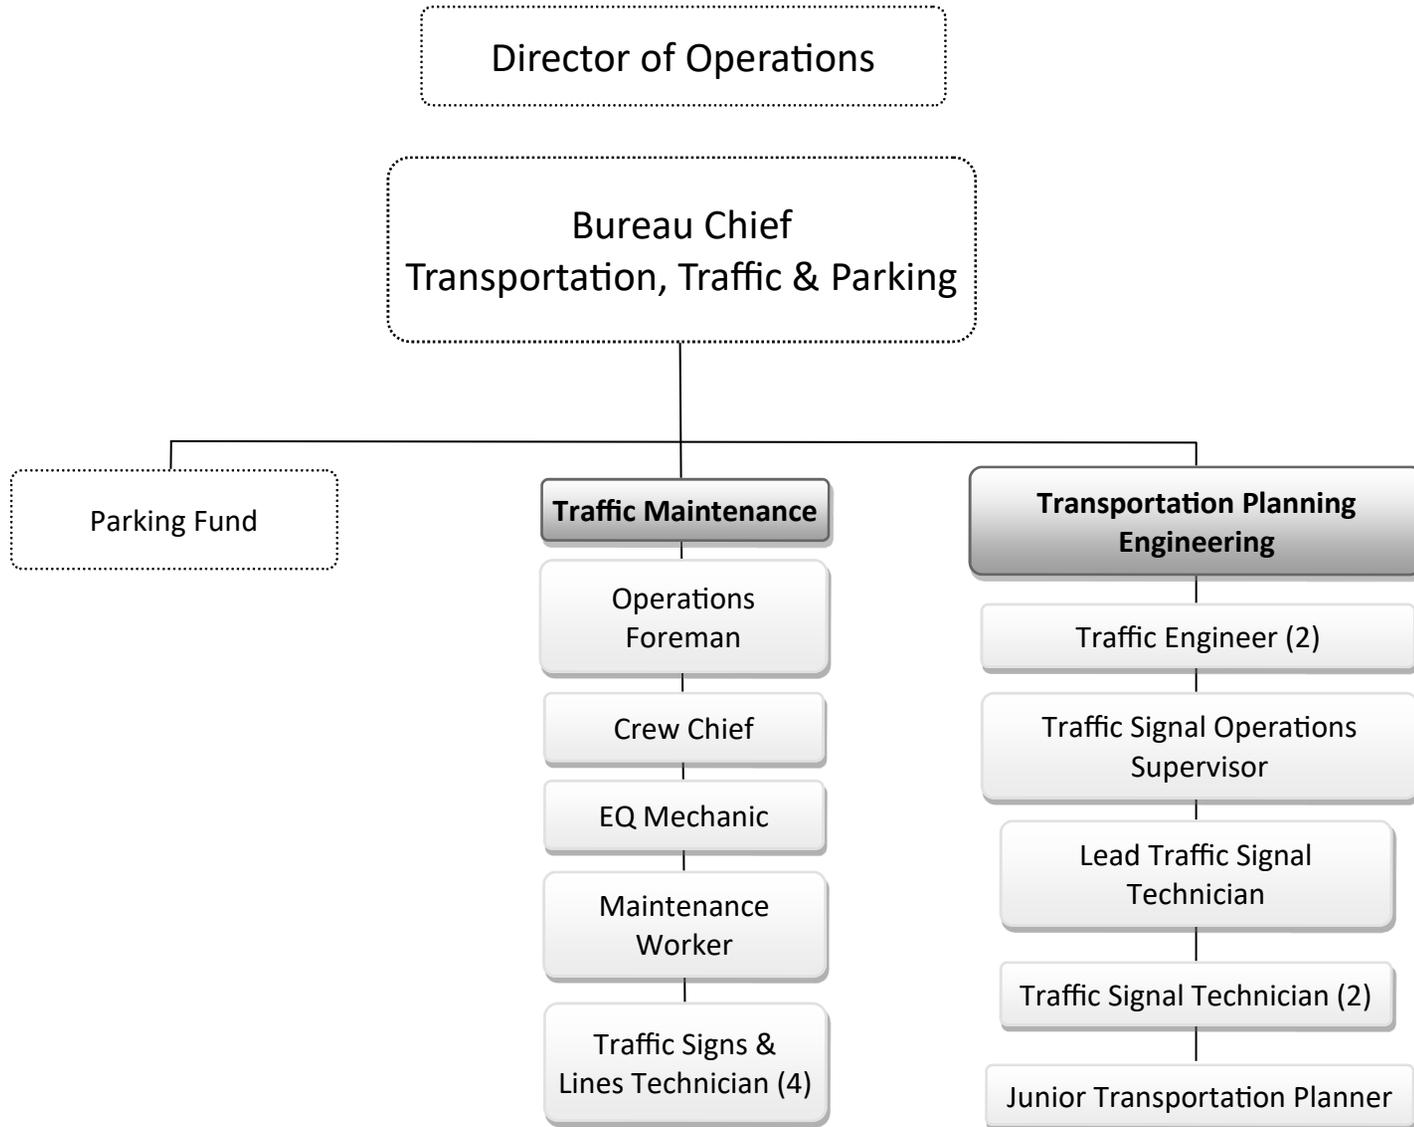 Director of Operations
Bureau Chief
Transportation, Traffic & Parking
Parking Fund
Traffic Maintenance
Operations
Foreman
Crew Chief
EQ Mechanic
Maintenance
Worker
Traffic Signs &
Lines Technician (4)
Transportation Planning
Engineering
Traffic Engineer (2)
Traffic Signal Operations
Supervisor
Lead Traffic Signal
Technician
Traffic Signal Technician (2)
Junior Transportation Planner